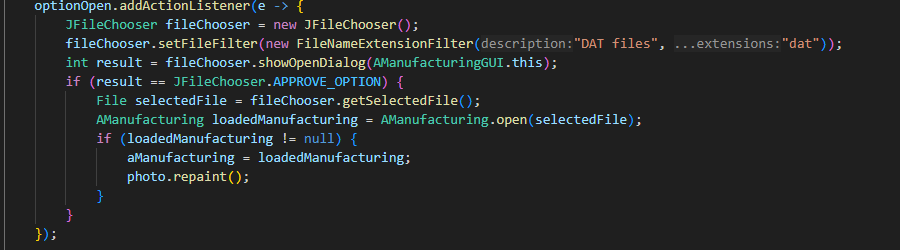 optionOpen.addActionListener(e -> {
JFileChooser fileChooser = new JFileChooser();
fileChooser.setFileFilter(new FileNameExtensionFilter(description:"DAT files", ...extensions:"dat"));
int result = fileChooser.showOpenDialog(AManufacturingGUI.this);
if (result == JFileChooser.APPROVE_OPTION) {
File selectedFile = fileChooser.getSelectedFile();
AManufacturing loadedManufacturing = AManufacturing.open(selectedFile);
if (loadedManufacturing != null) {
aManufacturing = loadedManufacturing;
photo.repaint();
}
}
});